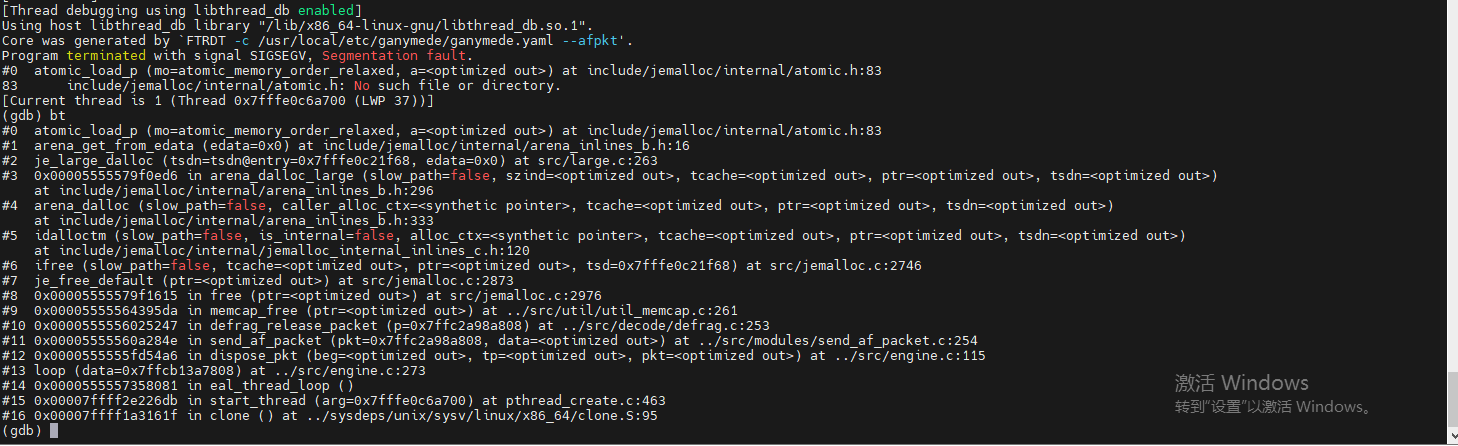 [Thread debugging using libthread_db enabled]
Using host libthread_db library "/lib/x86_64-linux-gnu/libthread_db.so.1".
Core was generated by `FTRDT -c /usr/local/etc/ganymede/ganymede.yaml --afpkt'.
Program terminated with signal SIGSEGV, Segmentation fault.
#0  atomic_load_p (mo=atomic_memory_order_relaxed, a=<optimized out>) at include/jemalloc/internal/atomic.h:83
83      include/jemalloc/internal/atomic.h: No such file or directory.
[Current thread is 1 (Thread 0x7fffe0c6a700 (LWP 37))]
(gdb) bt
#0  atomic_load_p (mo=atomic_memory_order_relaxed, a=<optimized out>) at include/jemalloc/internal/atomic.h:83
#1  arena_get_from_edata (edata=0x0) at include/jemalloc/internal/arena_inlines_b.h:16
#2  je_large_dalloc (tsdn=tsdn@entry=0x7fffe0c21f68, edata=0x0) at src/large.c:263
#3  0x00005555579f0ed6 in arena_dalloc_large (slow_path=false, szind=<optimized out>, tcache=<optimized out>, ptr=<optimized out>, tsdn=<optimized out>)
    at include/jemalloc/internal/arena_inlines_b.h:296
#4  arena_dalloc (slow_path=false, caller_alloc_ctx=<synthetic pointer>, tcache=<optimized out>, ptr=<optimized out>, tsdn=<optimized out>)
    at include/jemalloc/internal/arena_inlines_b.h:333
#5  idalloctm (slow_path=false, is_internal=false, alloc_ctx=<synthetic pointer>, tcache=<optimized out>, ptr=<optimized out>, tsdn=<optimized out>)
    at include/jemalloc/internal/jemalloc_internal_inlines_c.h:120
#6  ifree (slow_path=false, tcache=<optimized out>, ptr=<optimized out>, tsd=0x7fffe0c21f68) at src/jemalloc.c:2746
#7  je_free_default (ptr=<optimized out>) at src/jemalloc.c:2873
#8  0x00005555579f1615 in free (ptr=<optimized out>) at src/jemalloc.c:2976
#9  0x00005555564395da in memcap_free (ptr=<optimized out>) at ../src/util/util_memcap.c:261
#10 0x0000555556025247 in defrag_release_packet (p=0x7ffc2a98a808) at ../src/decode/defrag.c:253
#11 0x00005555560a284e in send_af_packet (pkt=0x7ffc2a98a808, data=<optimized out>) at ../src/modules/send_af_packet.c:254
#12 0x0000555555fd54a6 in dispose_pkt (beg=<optimized out>, tp=<optimized out>, pkt=<optimized out>) at ../src/engine.c:115
#13 loop (data=0x7ffcb13a7808) at ../src/engine.c:273
#14 0x0000555557358081 in eal_thread_loop ()
#15 0x00007ffff2e226db in start_thread (arg=0x7fffe0c6a700) at pthread_create.c:463
#16 0x00007ffff1a3161f in clone () at ../sysdeps/unix/sysv/linux/x86_64/clone.S:95
(gdb)
激活 Windows
转到“设置”以激活 Windows。